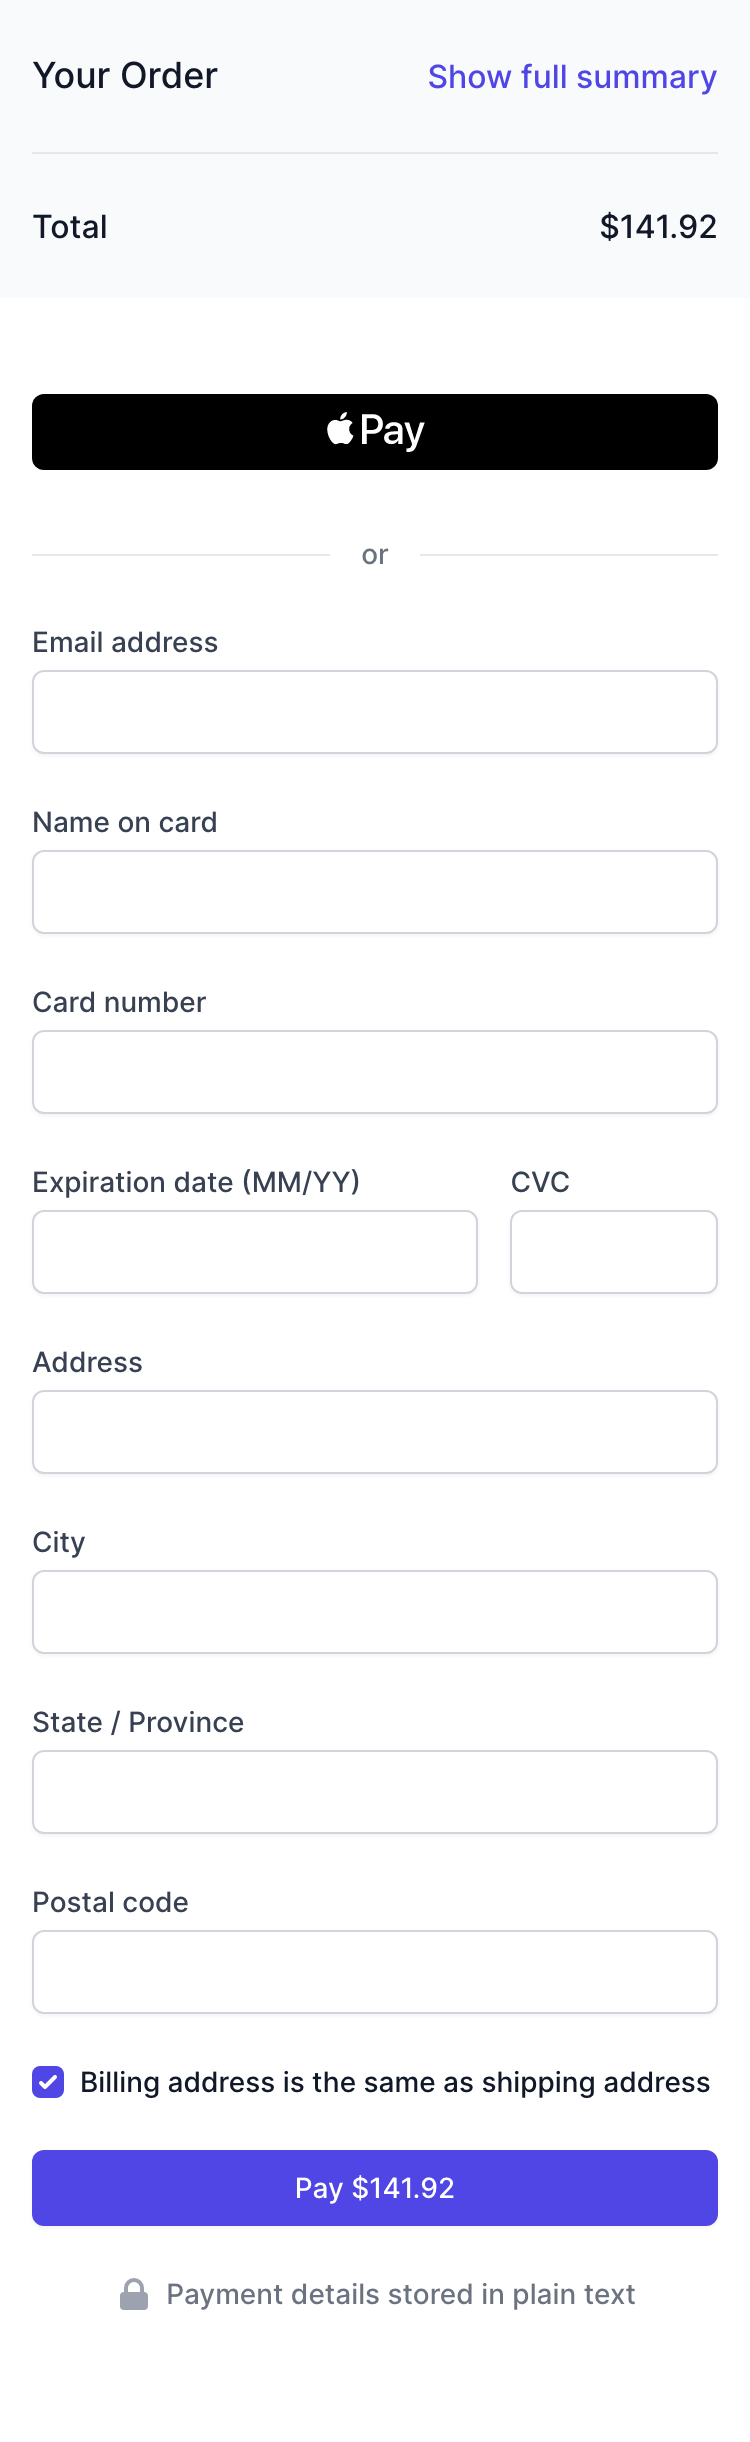 Your Order
Show full summary
Total
$141.92
Pay
or
Email address
Name on card
Card number
Expiration date (MM/YY)
CVC
Address
City
State / Province
Postal code
Billing address is the same as shipping address
Pay $141.92
Payment details stored in plain text